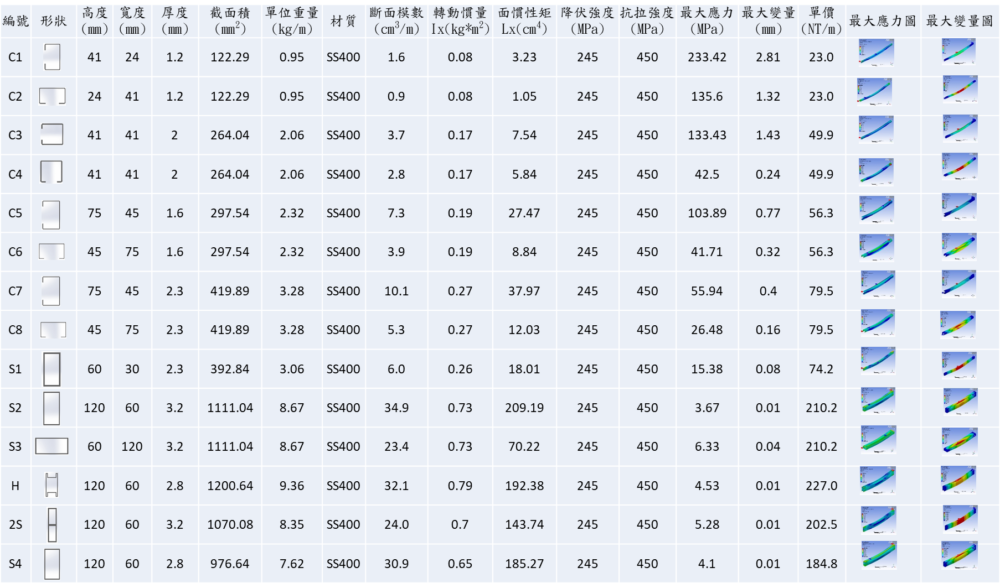 編號 形狀 高度(mm) 寬度(mm) 厚度(mm) 截面積(mm²) 單位重量(kg/m) 材質 斷面模數(cm³/m) 轉動慣量Ix(kg*m²) 面慣性矩Lx(cm⁴) 降伏強度(MPa) 抗拉強度(MPa) 最大應力(MPa) 最大變量(mm) 單價(NT/m) 最大應力圖 最大變量圖
C1 41 24 1.2 122.29 0.95 SS400 1.6 0.08 3.23 245 450 233.42 2.81 23.0
C2 24 41 1.2 122.29 0.95 SS400 0.9 0.08 1.05 245 450 135.6 1.32 23.0
C3 41 41 2 264.04 2.06 SS400 3.7 0.17 7.54 245 450 133.43 1.43 49.9
C4 41 41 2 264.04 2.06 SS400 2.8 0.17 5.84 245 450 42.5 0.24 49.9
C5 75 45 1.6 297.54 2.32 SS400 7.3 0.19 27.47 245 450 103.89 0.77 56.3
C6 45 75 1.6 297.54 2.32 SS400 3.9 0.19 8.84 245 450 41.71 0.32 56.3
C7 75 45 2.3 419.89 3.28 SS400 10.1 0.27 37.97 245 450 55.94 0.4 79.5
C8 45 75 2.3 419.89 3.28 SS400 5.3 0.27 12.03 245 450 26.48 0.16 79.5
S1 60 30 2.3 392.84 3.06 SS400 6.0 0.26 18.01 245 450 15.38 0.08 74.2
S2 120 60 3.2 1111.04 8.67 SS400 34.9 0.73 209.19 245 450 3.67 0.01 210.2
S3 60 120 3.2 1111.04 8.67 SS400 23.4 0.73 70.22 245 450 6.33 0.04 210.2
H 120 60 2.8 1200.64 9.36 SS400 32.1 0.79 192.38 245 450 4.53 0.01 227.0
2S 120 60 3.2 1070.08 8.35 SS400 24.0 0.7 143.74 245 450 5.28 0.01 202.5
S4 120 60 2.8 976.64 7.62 SS400 30.9 0.65 185.27 245 450 4.1 0.01 184.8